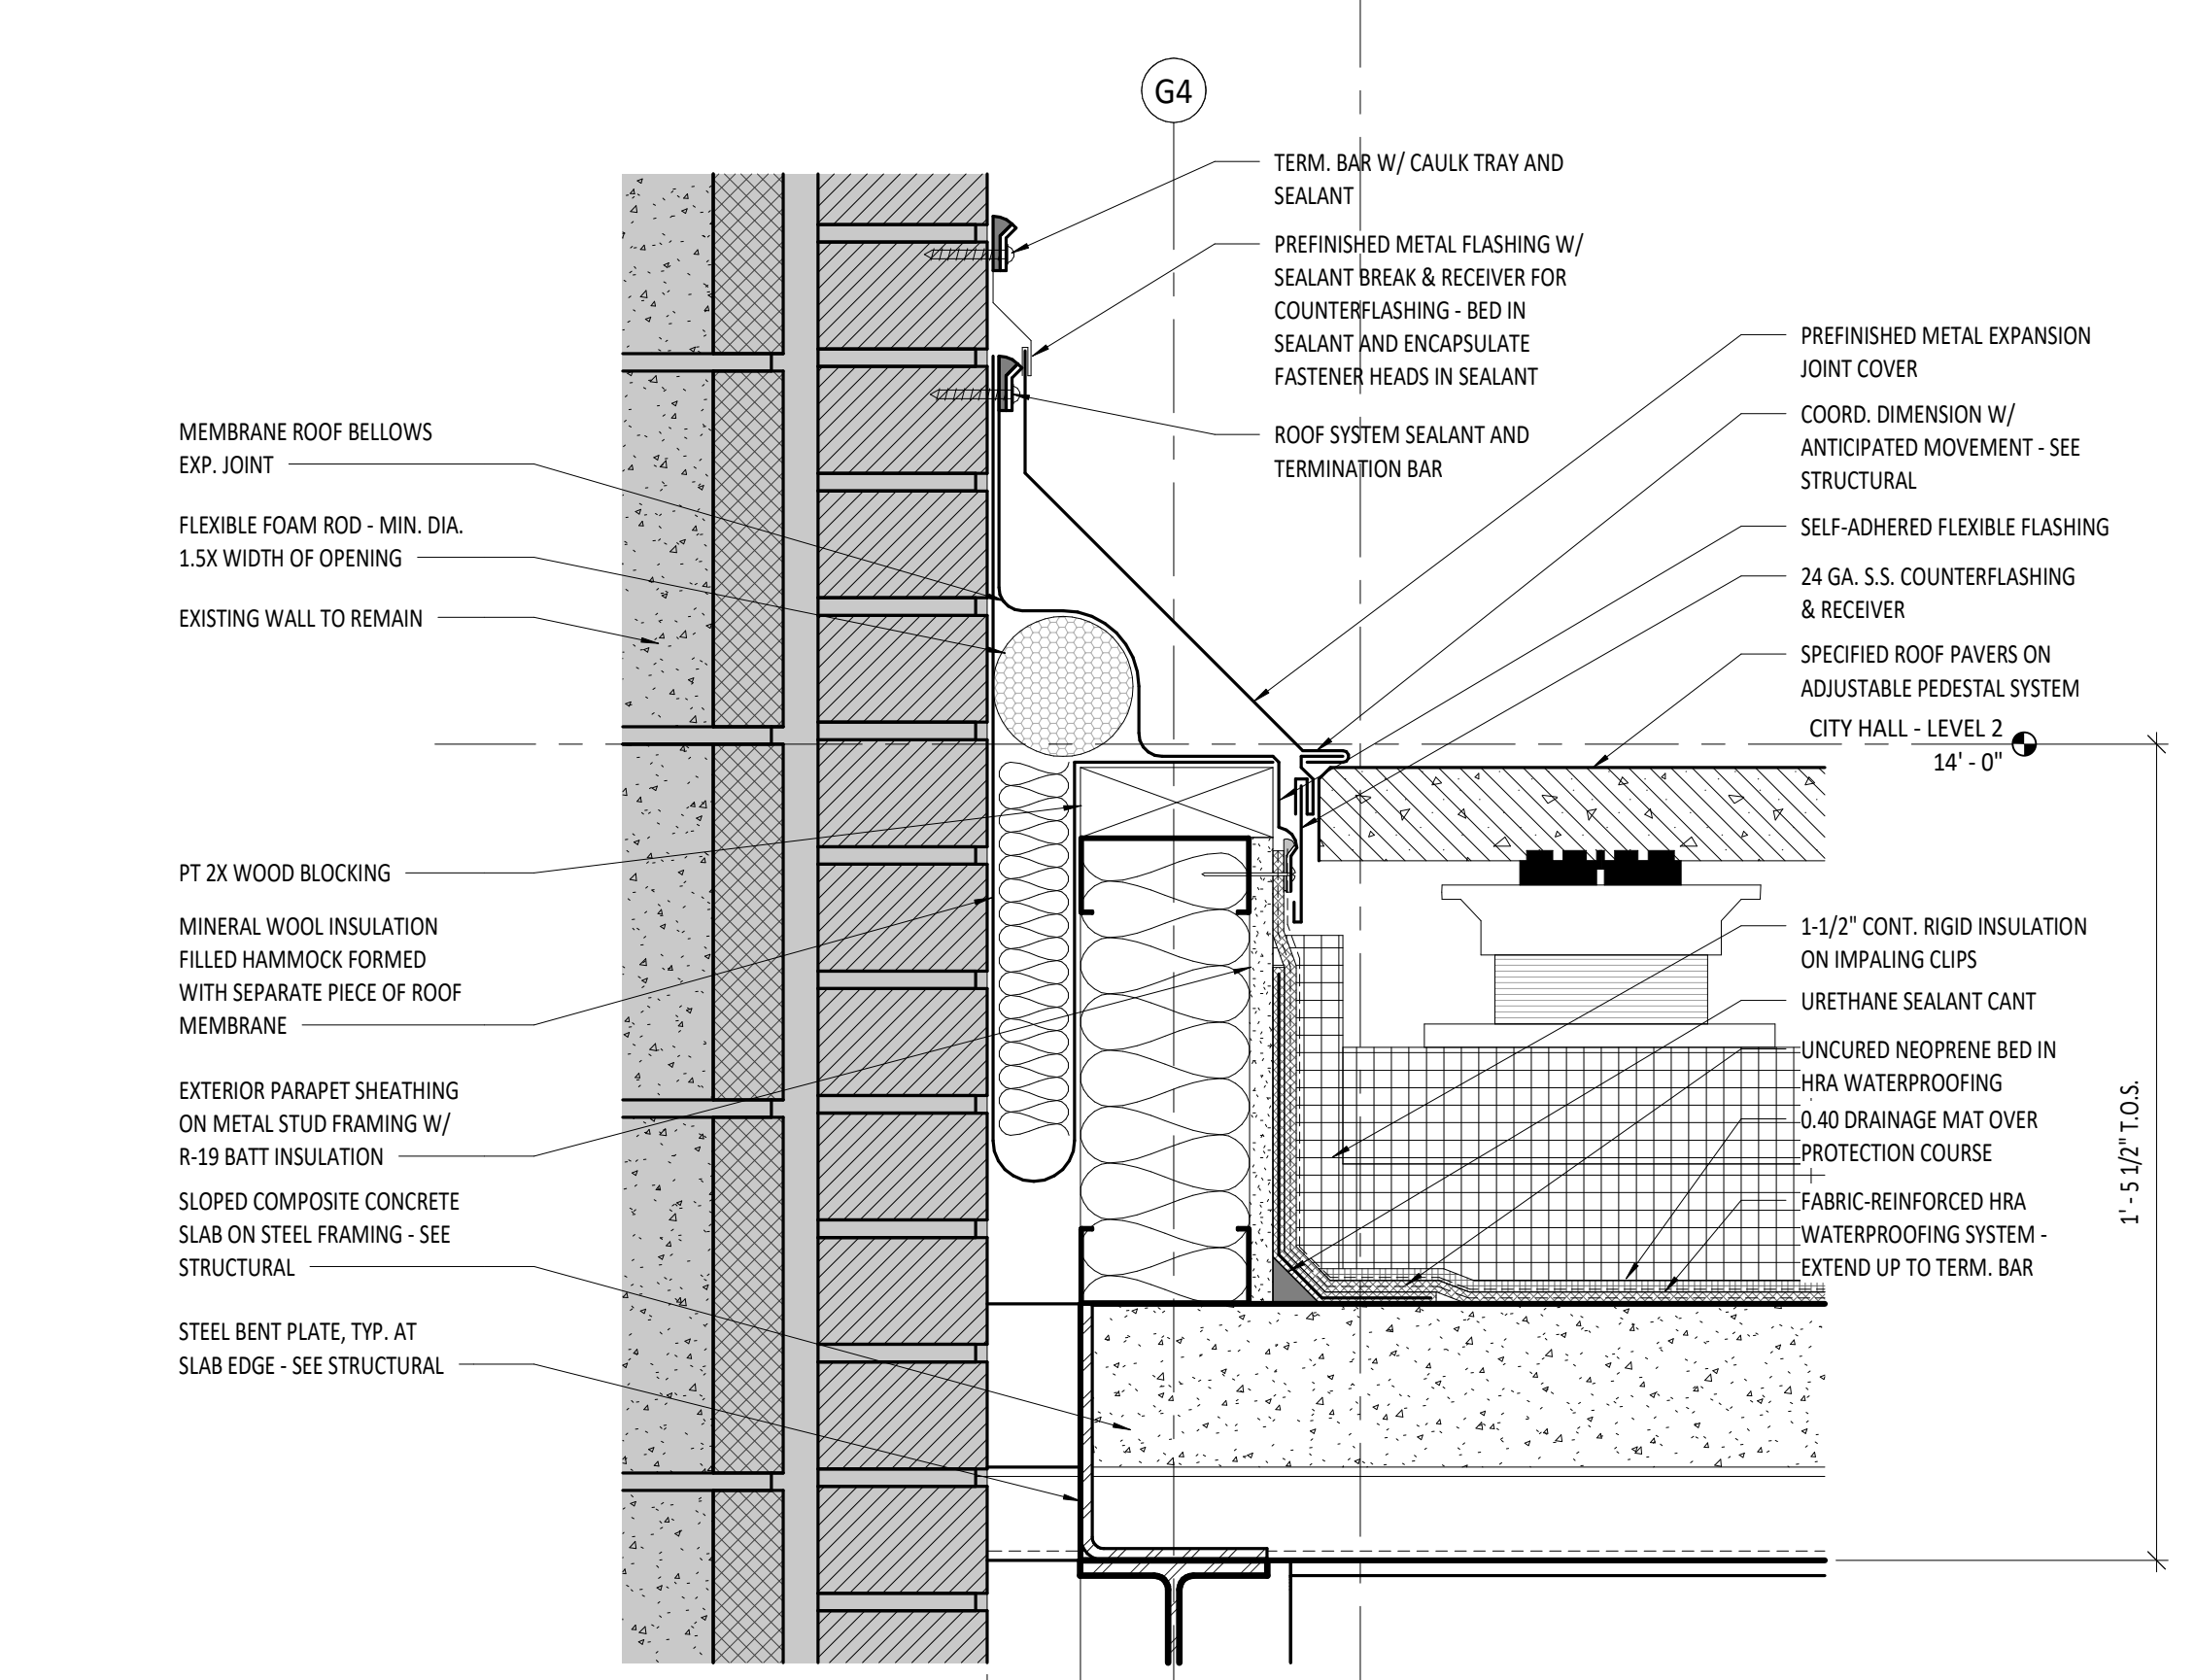 G4
TERM. BAR W/ CAULK TRAY AND
SEALANT
PREFINISHED METAL FLASHING W/
SEALANT BREAK & RECEIVER FOR
COUNTERFLASHING - BED IN
SEALANT AND ENCAPSULATE
FASTENER HEADS IN SEALANT
ROOF SYSTEM SEALANT AND
TERMINATION BAR
MEMBRANE ROOF BELLOWS
EXP. JOINT
FLEXIBLE FOAM ROD - MIN. DIA.
1.5X WIDTH OF OPENING
EXISTING WALL TO REMAIN
PT 2X WOOD BLOCKING
MINERAL WOOL INSULATION
FILLED HAMMOCK FORMED
WITH SEPARATE PIECE OF ROOF
MEMBRANE
EXTERIOR PARAPET SHEATHING
ON METAL STUD FRAMING W/
R-19 BATT INSULATION
SLOPED COMPOSITE CONCRETE
SLAB ON STEEL FRAMING - SEE
STRUCTURAL
STEEL BENT PLATE, TYP. AT
SLAB EDGE - SEE STRUCTURAL
PREFINISHED METAL EXPANSION
JOINT COVER
COORD. DIMENSION W/
ANTICIPATED MOVEMENT - SEE
STRUCTURAL
SELF-ADHERED FLEXIBLE FLASHING
24 GA. S.S. COUNTERFLASHING
& RECEIVER
SPECIFIED ROOF PAVERS ON
ADJUSTABLE PEDESTAL SYSTEM
CITY HALL - LEVEL 2
14' - 0"
1-1/2" CONT. RIGID INSULATION
ON IMPALING CLIPS
URETHANE SEALANT CANT
UNCURED NEOPRENE BED IN
HRA WATERPROOFING
0.40 DRAINAGE MAT OVER
PROTECTION COURSE
FABRIC-REINFORCED HRA
WATERPROOFING SYSTEM -
EXTEND UP TO TERM. BAR
1' - 5 1/2" T.O.S.